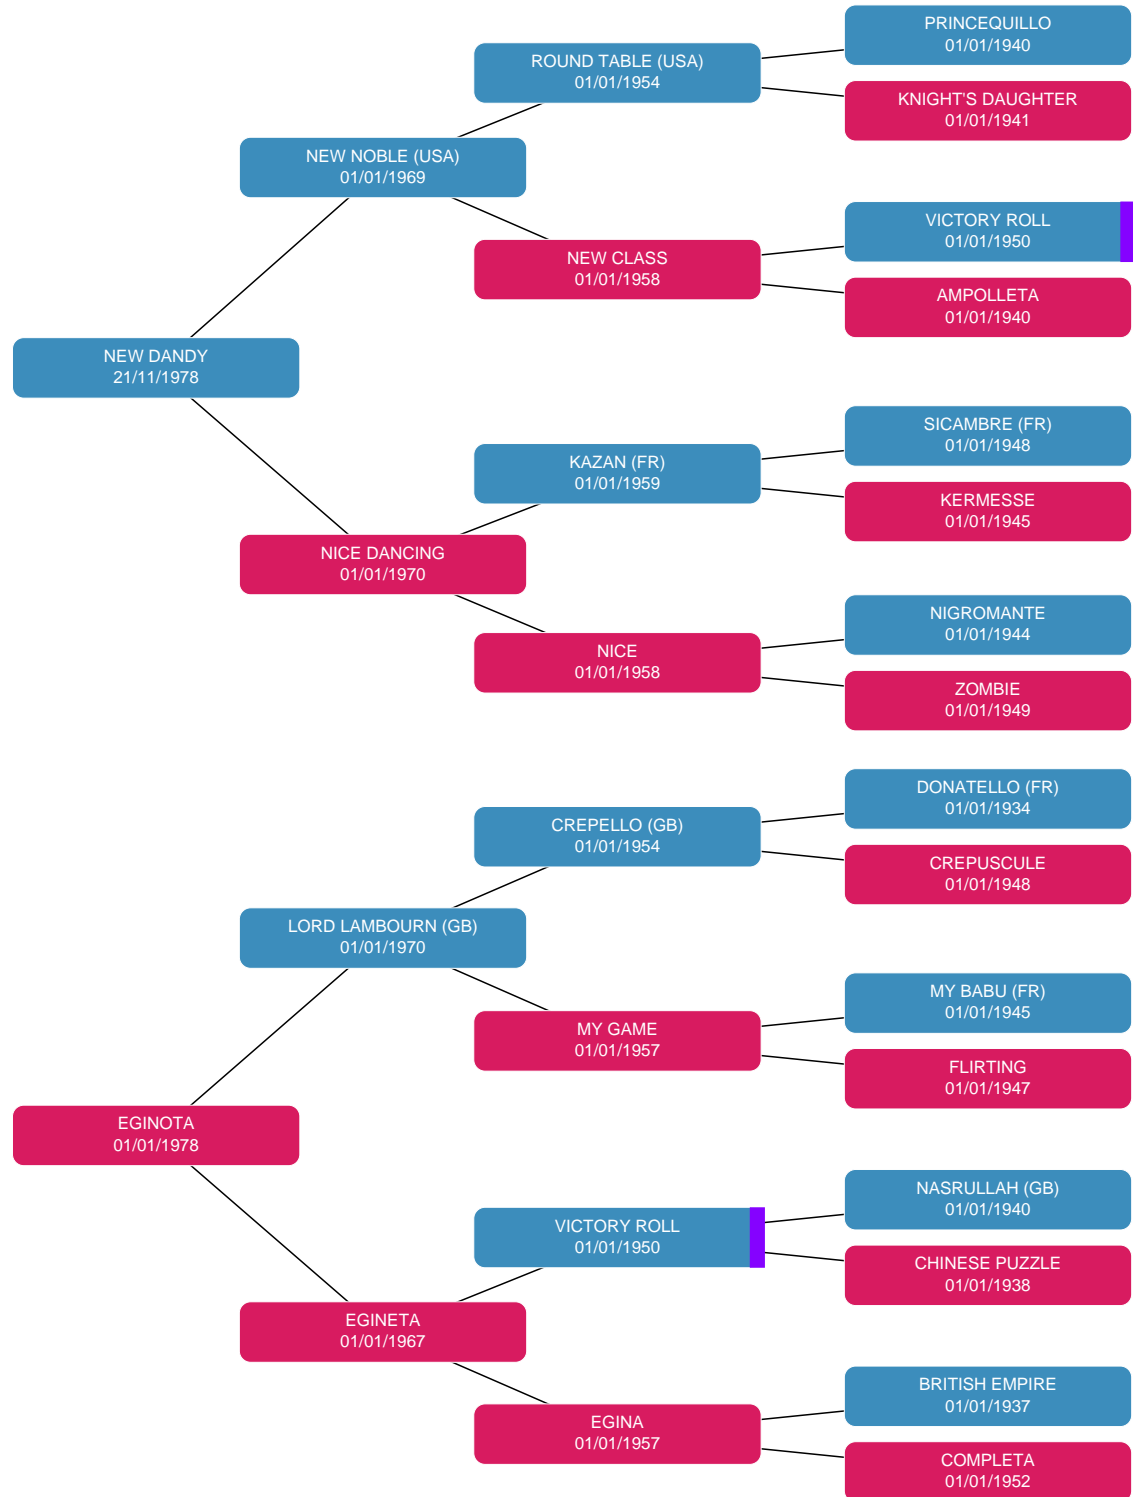 PRINCEQUILLO
01/01/1940
ROUND TABLE (USA)
01/01/1954
KNIGHT'S DAUGHTER
01/01/1941
NEW NOBLE (USA)
01/01/1969
VICTORY ROLL
01/01/1950
NEW CLASS
01/01/1958
AMPOLLETA
01/01/1940
NEW DANDY
21/11/1978
SICAMBRE (FR)
01/01/1948
KAZAN (FR)
01/01/1959
KERMESSE
01/01/1945
NICE DANCING
01/01/1970
NIGROMANTE
01/01/1944
NICE
01/01/1958
ZOMBIE
01/01/1949
DONATELLO (FR)
01/01/1934
CREPELLO (GB)
01/01/1954
CREPUSCULE
01/01/1948
LORD LAMBOURN (GB)
01/01/1970
MY BABU (FR)
01/01/1945
MY GAME
01/01/1957
FLIRTING
01/01/1947
EGINOTA
01/01/1978
NASRULLAH (GB)
01/01/1940
VICTORY ROLL
01/01/1950
CHINESE PUZZLE
01/01/1938
EGINETA
01/01/1967
BRITISH EMPIRE
01/01/1937
EGINA
01/01/1957
COMPLETA
01/01/1952